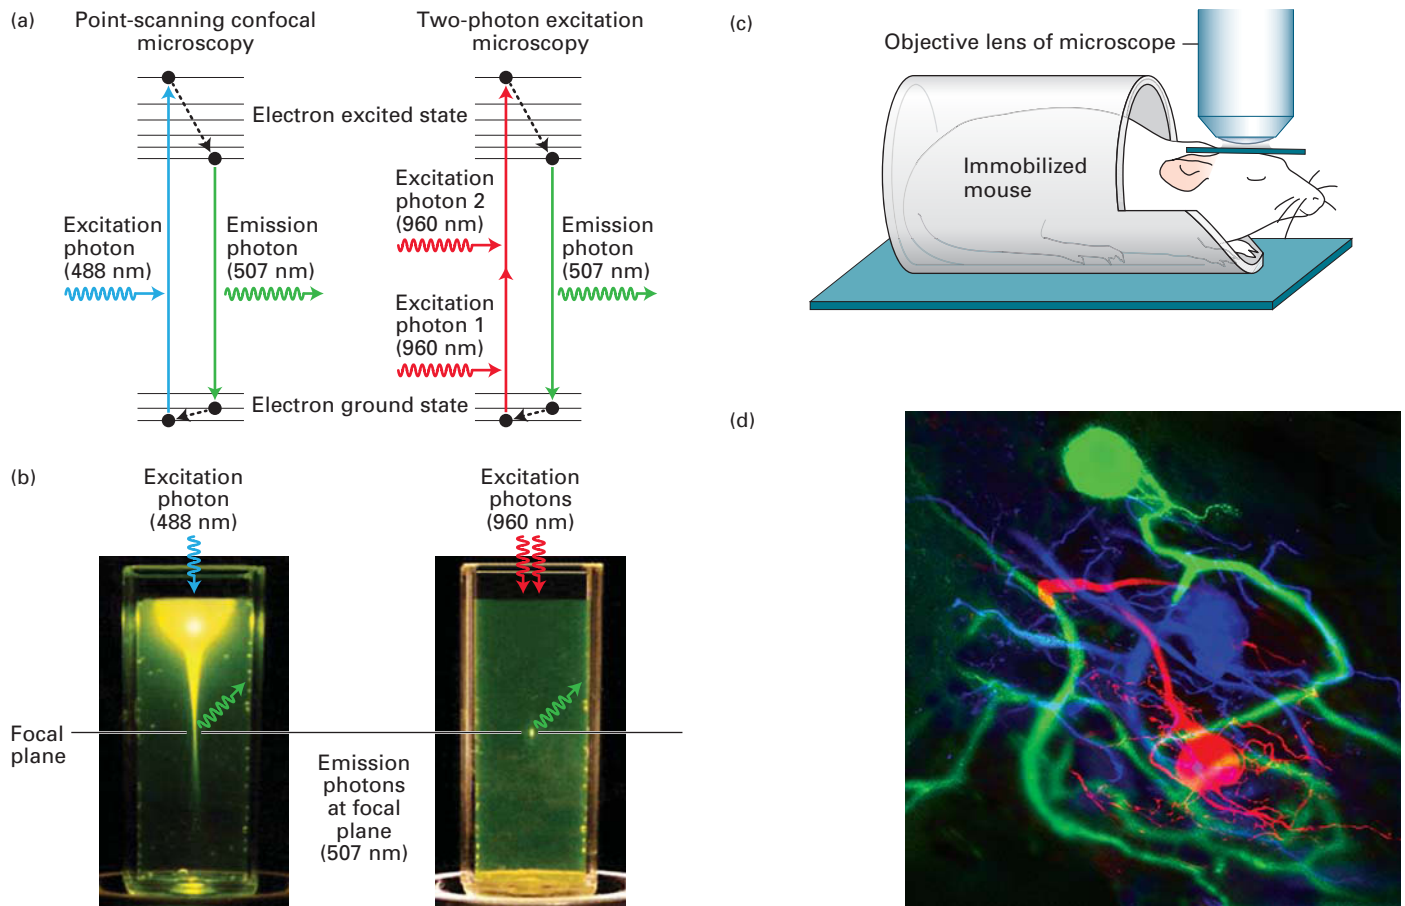 (a)
Point-scanning confocal
microscopy
Two-photon excitation
microscopy
Electron excited state
Excitation
photon
(488 nm)
Emission
photon
(507 nm)
Excitation
photon 2
(960 nm)
Excitation
photon 1
(960 nm)
Emission
photon
(507 nm)
Electron ground state
(b)
Excitation
photon
(488 nm)
Excitation
photons
(960 nm)
Focal
plane
Emission
photons
at focal
plane
(507 nm)
(c)
Objective lens of microscope
Immobilized
mouse
(d)